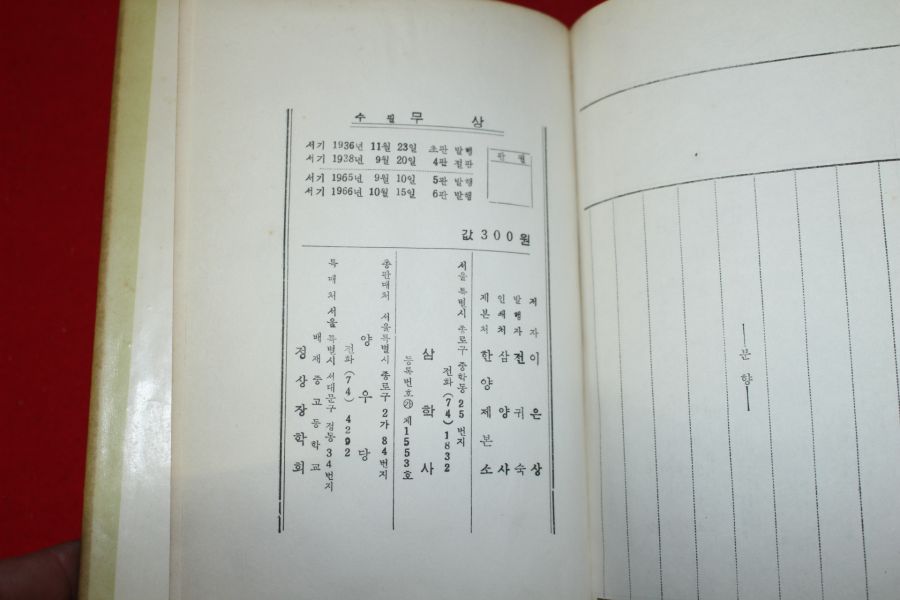 수필 무상
서기 1936년 11월 23일 초판 발행
서기 1938년 9월 20일 4판 절판
서기 1965년 9월 10일 5판 발행
서기 1966년 10월 15일 6판 발행
판 권
값 300원
저 자 이 은 상
발행자 전 귀 숙
인쇄처 삼 양 사
제본처 한 양 제 본 소
서울 특별시 종로구 중학동 25 번지
전화 (74) 1832
삼 학 사
등록번호 ㉮ 제1553호
총판매처 서울특별시 종로구 2가 84번지
양 우 당
전화 (74) 4292
특 매 처 서울 특별시 서대문구 정동 34번지
배 재 중 고 등 학 교
정 상 장 학 회
문 향